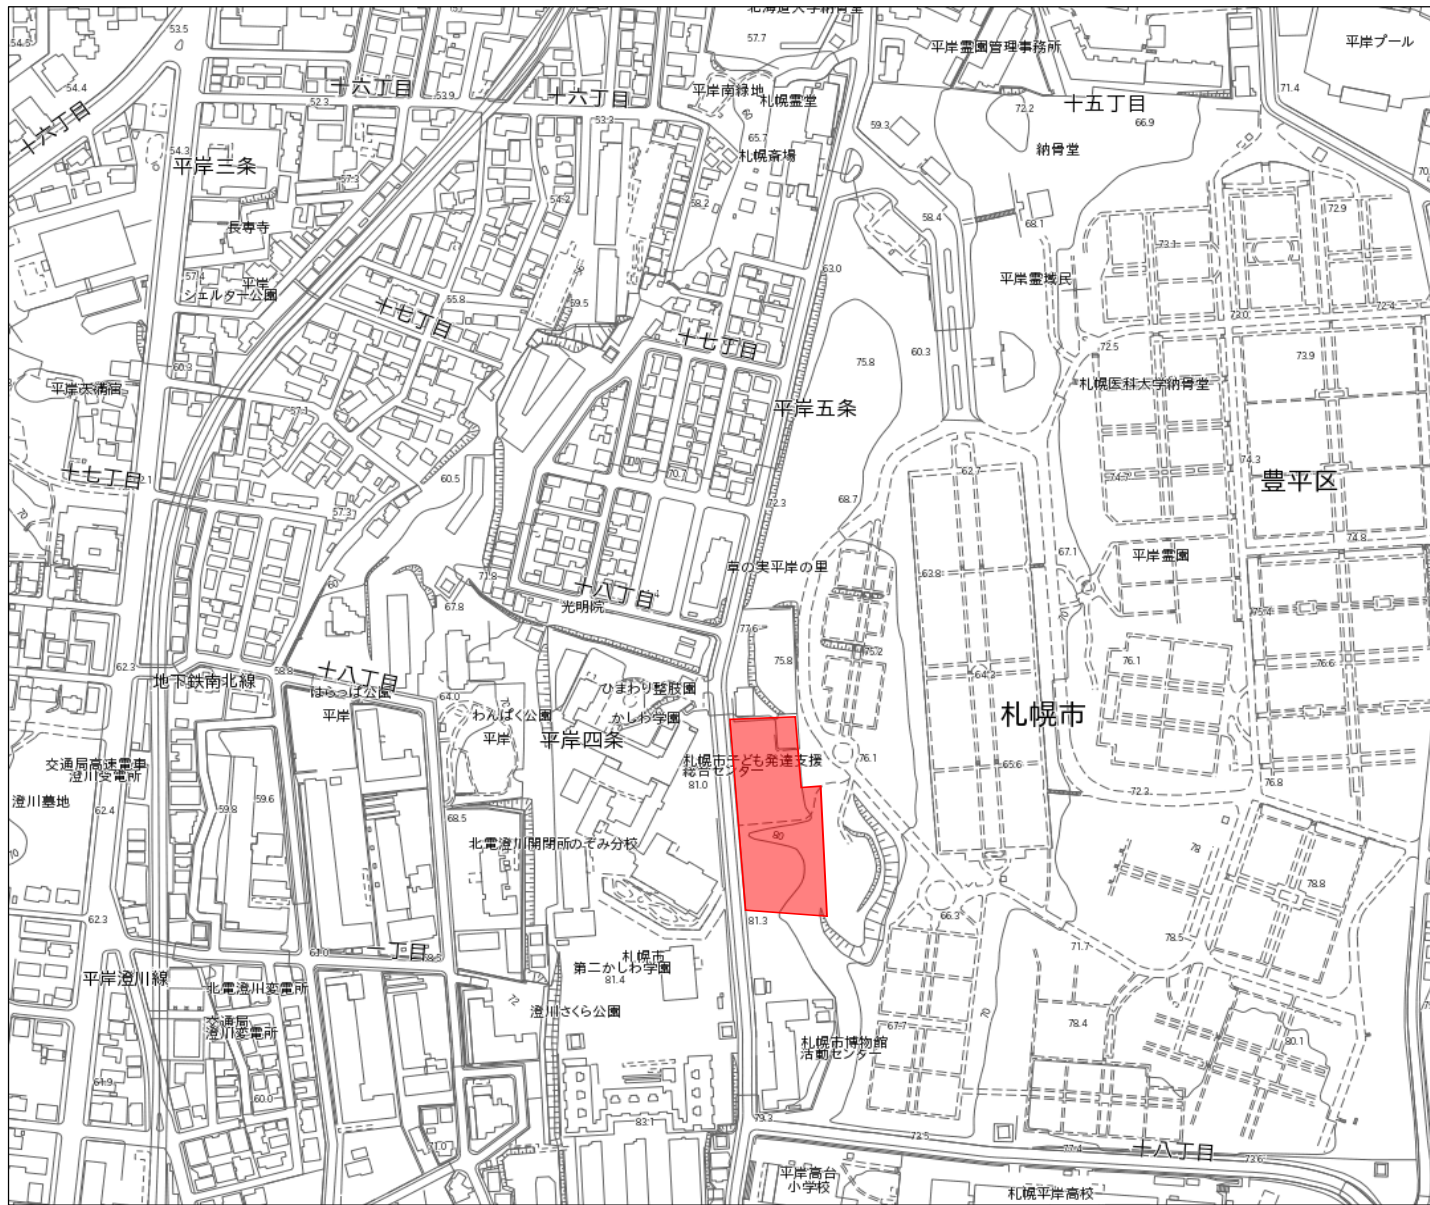 北海道大学納骨堂
53.5
57.7
平岸霊園管理事務所
平岸プール
54.5
54.4
十六丁目
52.3
53.9
十六丁目
53.3
平岸南緑地
札幌霊堂
72.2
十五丁目
66.9
71.4
十六丁目
59.3
65.7
54.3
平岸三条
57.3
札幌斎場
納骨堂
54.2
58.2
72.9
58.4
68.1
長専寺
73.1
57.4
平岸
シェルター公園
63.0
平岸霊域民
55.8
59.5
十七丁目
十七丁目
72.4
73.0
60.3
75.8
60.3
72.5
73.9
平岸天満宮
札幌医科大学納骨堂
57.1
平岸五条
十七丁目
60.5
70.7
62.7
74.3
74.7
豊平区
70
57.3
72.3
68.7
74.8
67.1
平岸霊園
草の実平岸の里
71.8
63.8
60
67.8
十八丁目
光明院
75.4
70
77.6
75.2
62.3
58.8
十八丁目
75.8
76.1
76.6
地下鉄南北線
はらっぱ公園
平岸
64.0
ひまわり整肢園
64.2
わんぱく公園
平岸
かしわ学園
札幌市
平岸四条
76.1
交通局高速電車
澄川受電所
札幌市子ども発達支援
総合センター
65.6
澄川墓地
62.4
59.8
59.6
81.0
76.8
72.3
68.5
80
北電澄川開閉所
のぞみ分校
78
70
78.8
62.3
81.3
66.3
61.0
78.5
71.7
78.5
平岸澄川線
札幌市
第二かしわ学園
81.4
北電澄川変電所
72
澄川さくら公園
交通局
澄川変電所
67.7
70
78.4
札幌市博物館
活動センター
80.1
61.9
60.0
83.1
79.3
71.0
73.5
77.4
十八丁目
73.6
平岸高台
小学校
札幌平岸高校